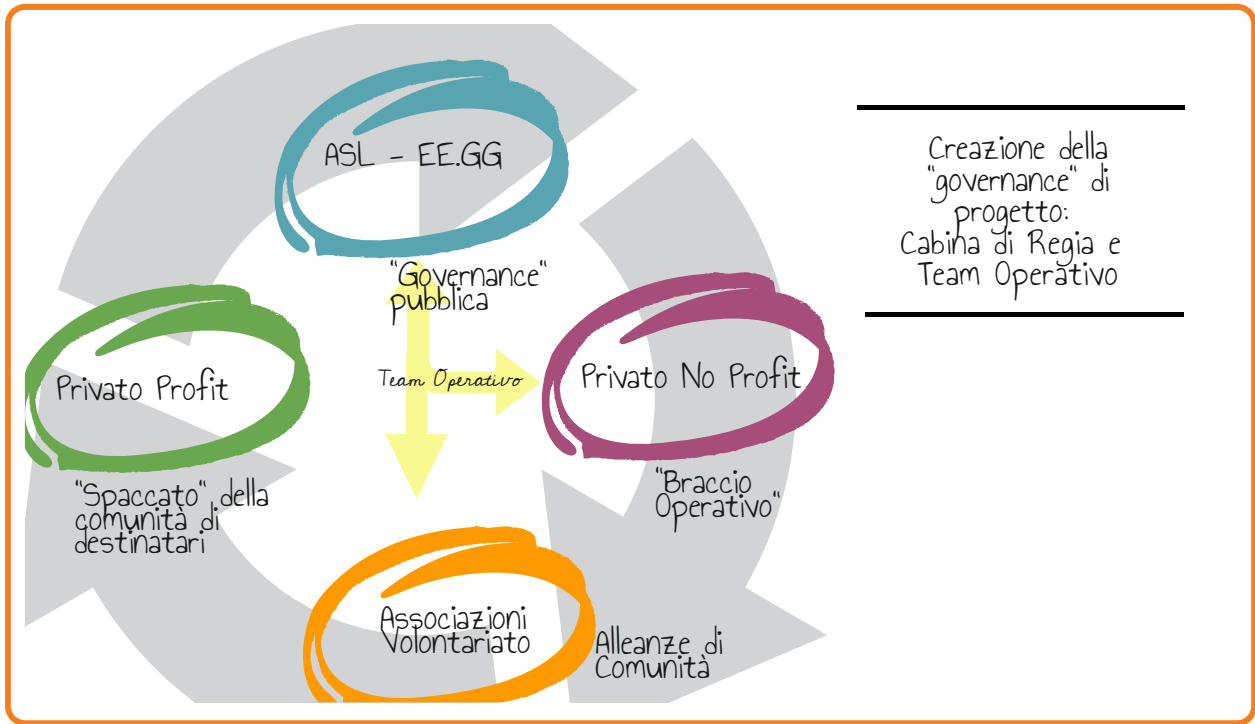 ASL - EE.GG
"Governance"
pubblica
Creazione della
"governance" di
progetto:
Cabina di Regia e
Team Operativo
Privato Profit
Team Operativo
Privato No Profit
"Spaccato" della
comunità di
destinatari
"Braccio
Operativo"
Associazioni
Volontariato
Alleanze di
Comunità